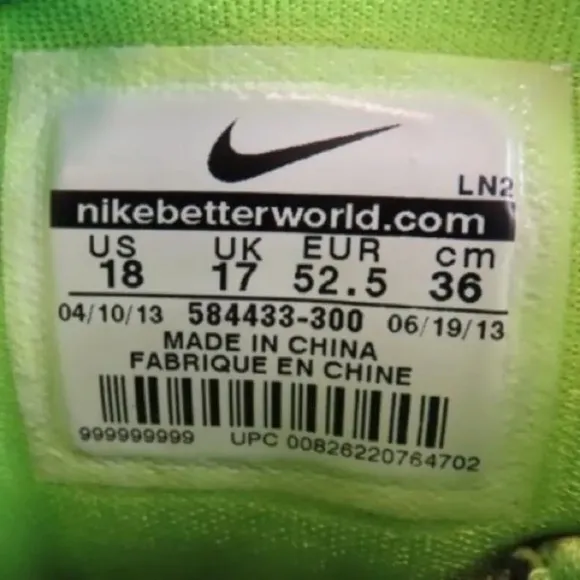 LN2
nikebetterworld.com
US UK EUR cm
18 17 52.5 36
04/10/13 584433-300 06/19/13
MADE IN CHINA
FABRIQUE EN CHINE
999999999 UPC 00826220764702